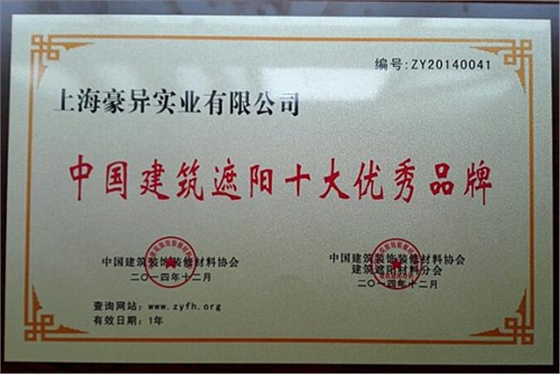 编号:ZY20140041
上海豪异实业有限公司
中国建筑遮阳十大优秀品牌
中国建筑装饰装修材料协会
二〇一四年十二月
中国建筑装饰装修材料协会
建筑遮阳材料分会
二〇一四年十二月
查询网站：www.zyfh.org
有效日期：1年